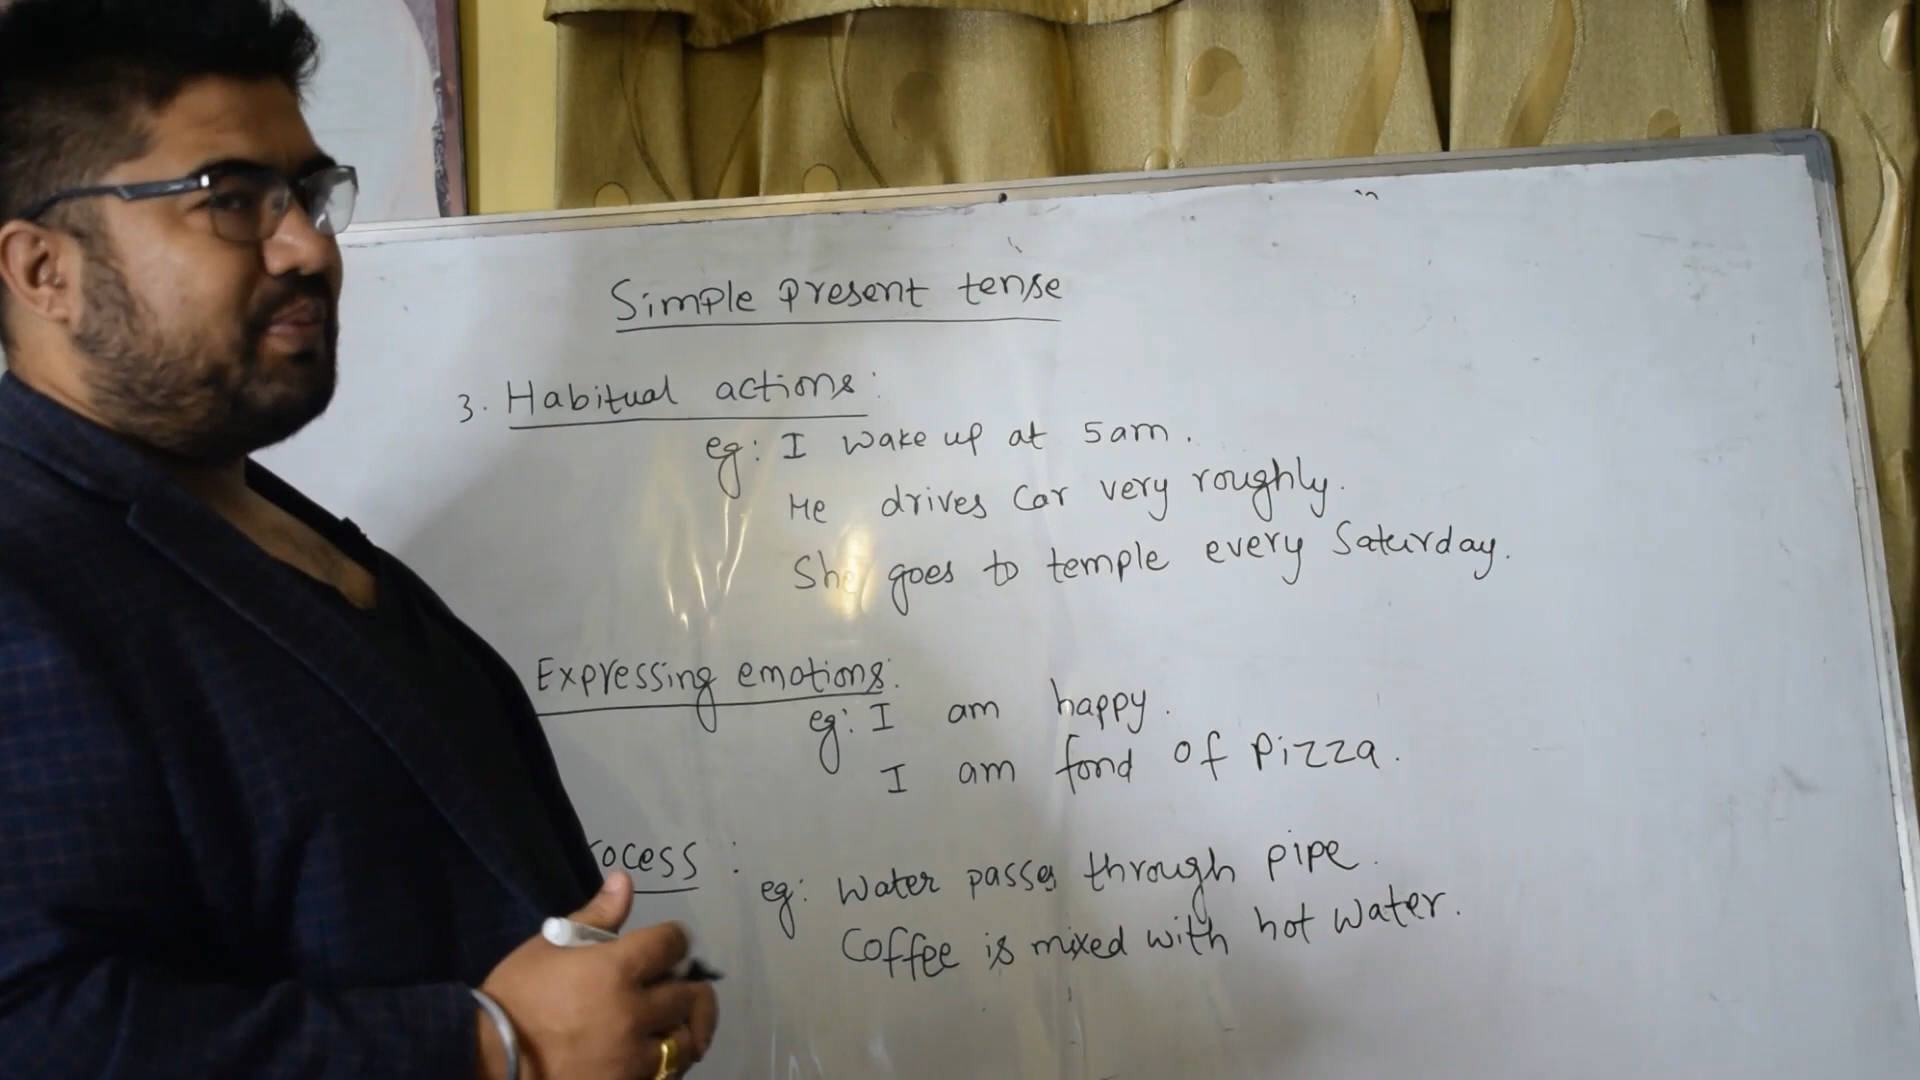 Simple present tense
3. Habitual actions:
eg: I wake up at 5am.
He drives Car very roughly.
She goes to temple every Saturday.
Expressing emotions:
eg: I am happy.
I am fond of Pizza.
rocess :
eg: Water passes through pipe.
Coffee is mixed with hot water.